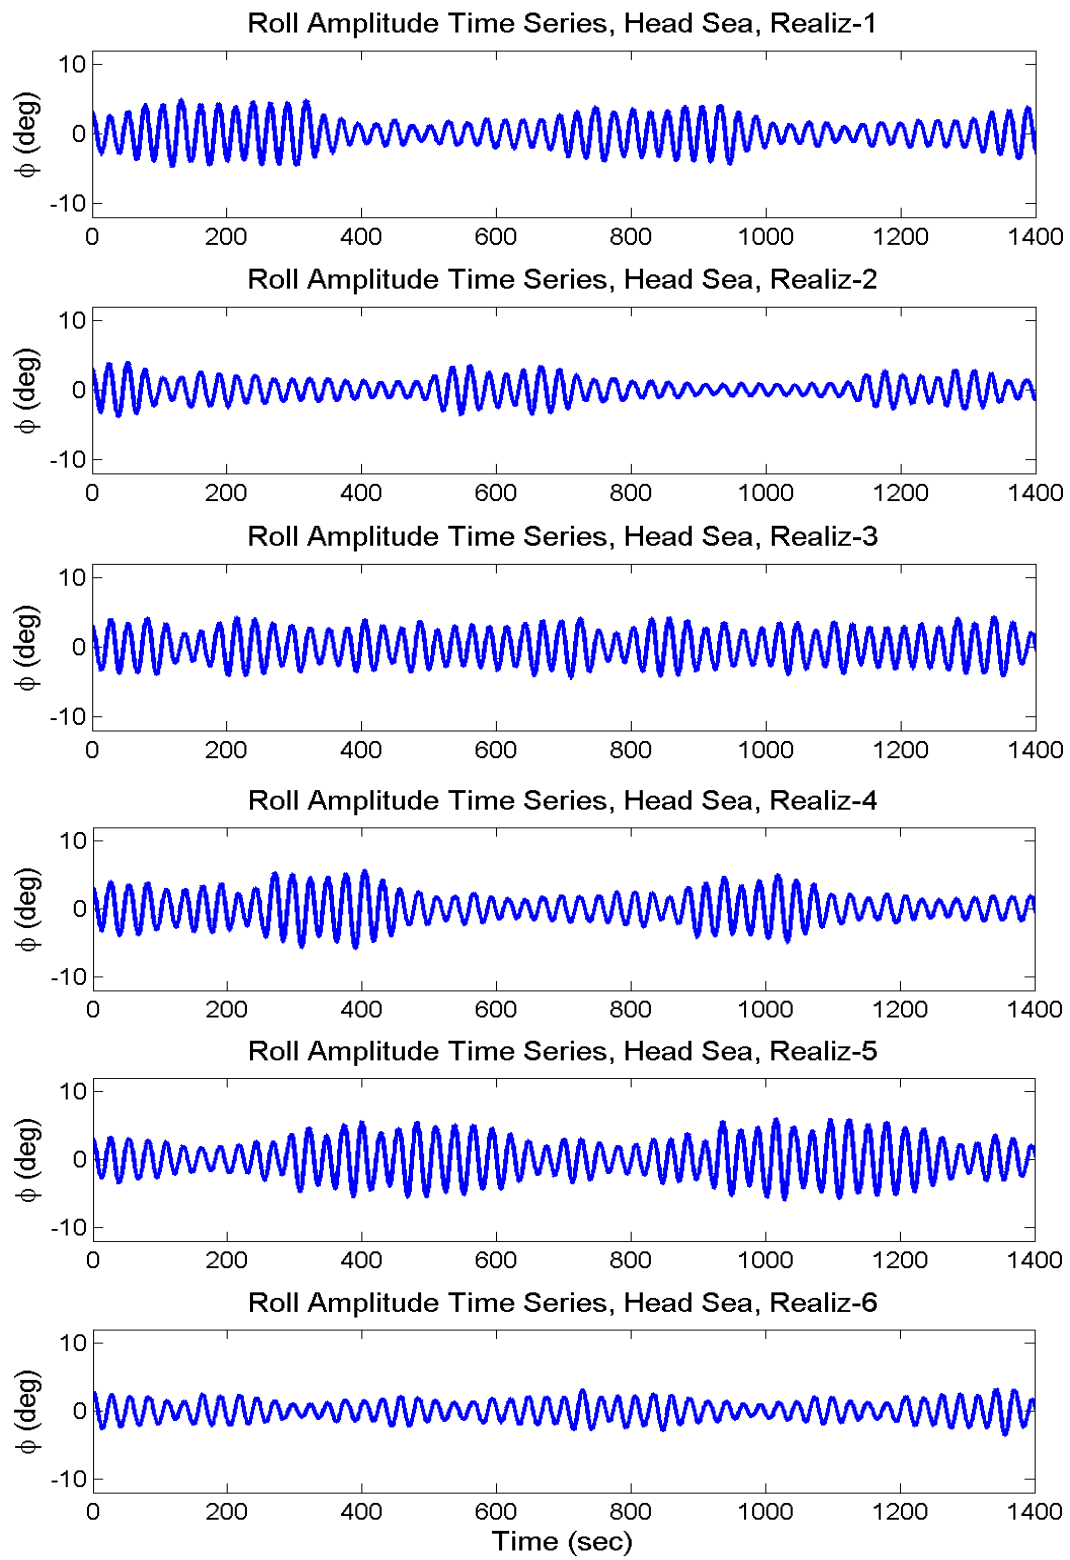 Roll Amplitude Time Series, Head Sea, Realiz-1
10
0
-10
ϕ (deg)
0 200 400 600 800 1000 1200 1400
Roll Amplitude Time Series, Head Sea, Realiz-2
10
0
-10
ϕ (deg)
0 200 400 600 800 1000 1200 1400
Roll Amplitude Time Series, Head Sea, Realiz-3
10
0
-10
ϕ (deg)
0 200 400 600 800 1000 1200 1400
Roll Amplitude Time Series, Head Sea, Realiz-4
10
0
-10
ϕ (deg)
0 200 400 600 800 1000 1200 1400
Roll Amplitude Time Series, Head Sea, Realiz-5
10
0
-10
ϕ (deg)
0 200 400 600 800 1000 1200 1400
Roll Amplitude Time Series, Head Sea, Realiz-6
10
0
-10
ϕ (deg)
0 200 400 600 800 1000 1200 1400
Time (sec)